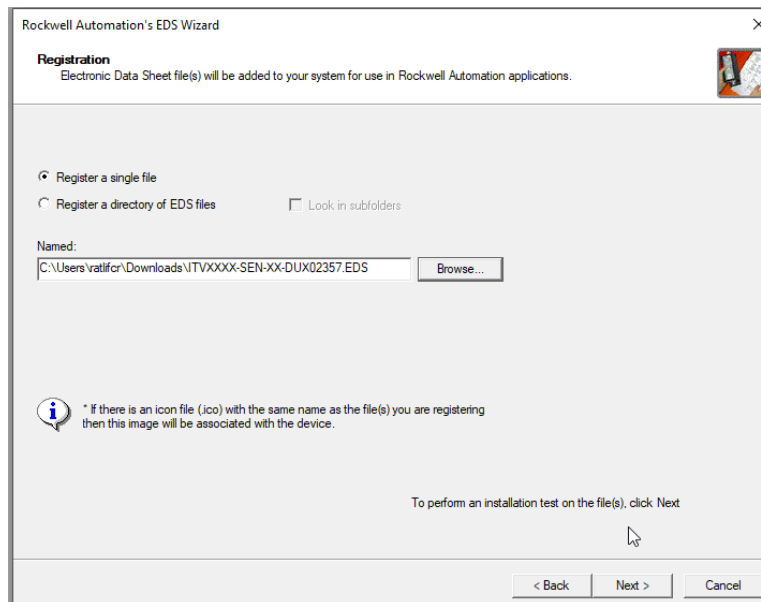 Rockwell Automation's EDS Wizard
Registration
Electronic Data Sheet file(s) will be added to your system for use in Rockwell Automation applications.
Register a single file
Register a directory of EDS files
Look in subfolders
Named:
C:\Users\ratlifcr\Downloads\ITVXXXX-SEN-XX-DUX02357.EDS
Browse...
* If there is an icon file (.ico) with the same name as the file(s) you are registering
then this image will be associated with the device.
To perform an installation test on the file(s), click Next
< Back
Next >
Cancel